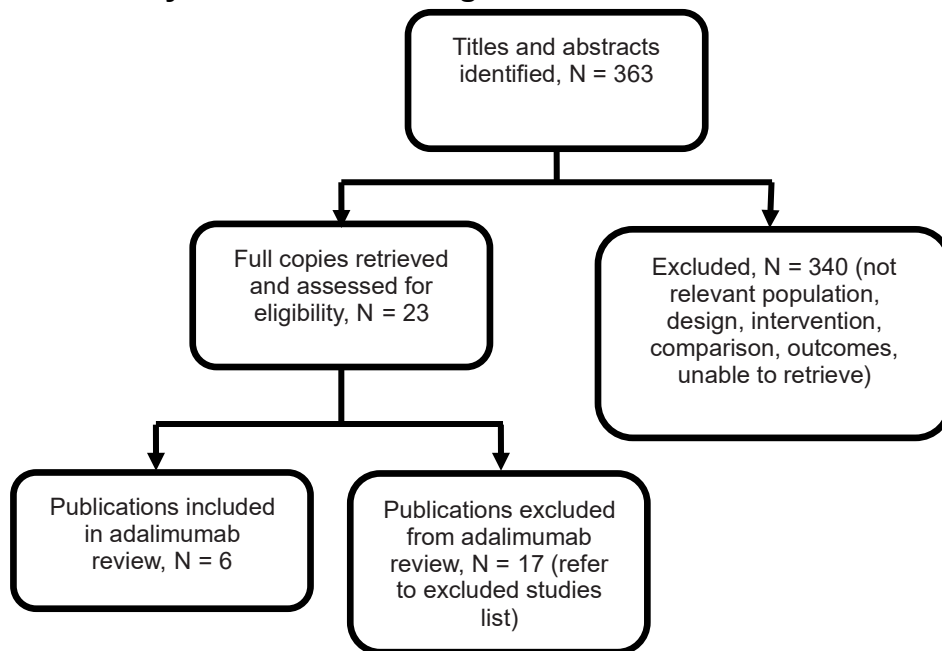 Titles and abstracts
identified, N = 363
Full copies retrieved
and assessed for
eligibility, N = 23
Excluded, N = 340 (not
relevant population,
design, intervention,
comparison, outcomes,
unable to retrieve)
Publications included
in adalimumab
review, N = 6
Publications excluded
from adalimumab
review, N = 17 (refer
to excluded studies
list)